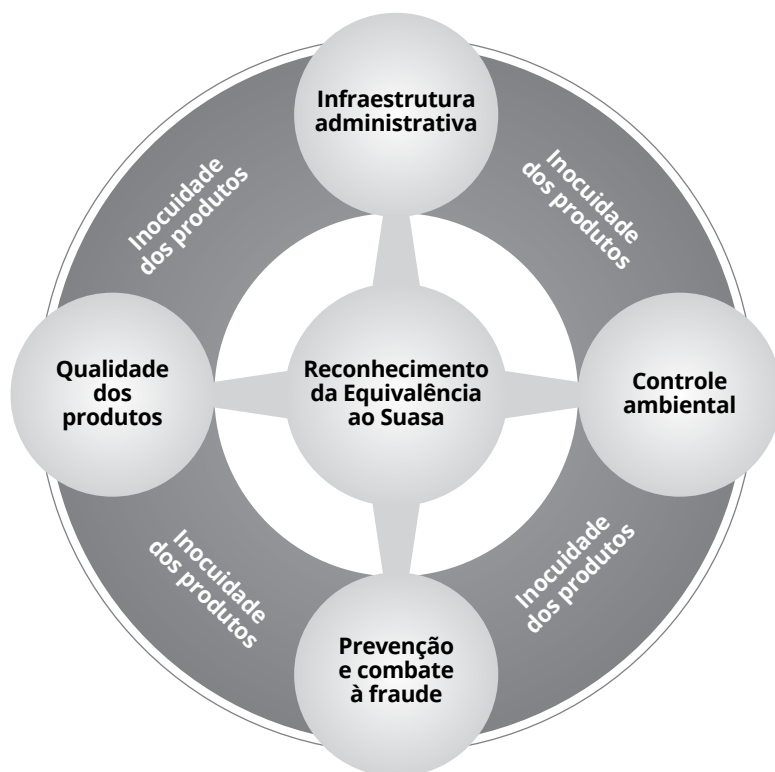 Infraestrutura
administrativa
Inocuidade
dos produtos
Inocuidade
dos produtos
Qualidade
dos
produtos
Reconhecimento
da Equivalência
ao Suasa
Controle
ambiental
Inocuidade
dos produtos
Inocuidade
dos produtos
Prevenção
e combate
à fraude